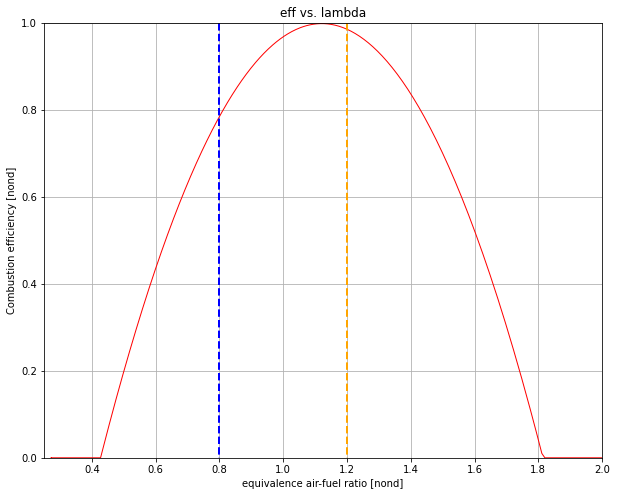 eff vs. lambda
1.0
0.8
0.6
0.4
0.2
0.0
Combustion efficiency [nond]
0.4 0.6 0.8 1.0 1.2 1.4 1.6 1.8 2.0
equivalence air-fuel ratio [nond]